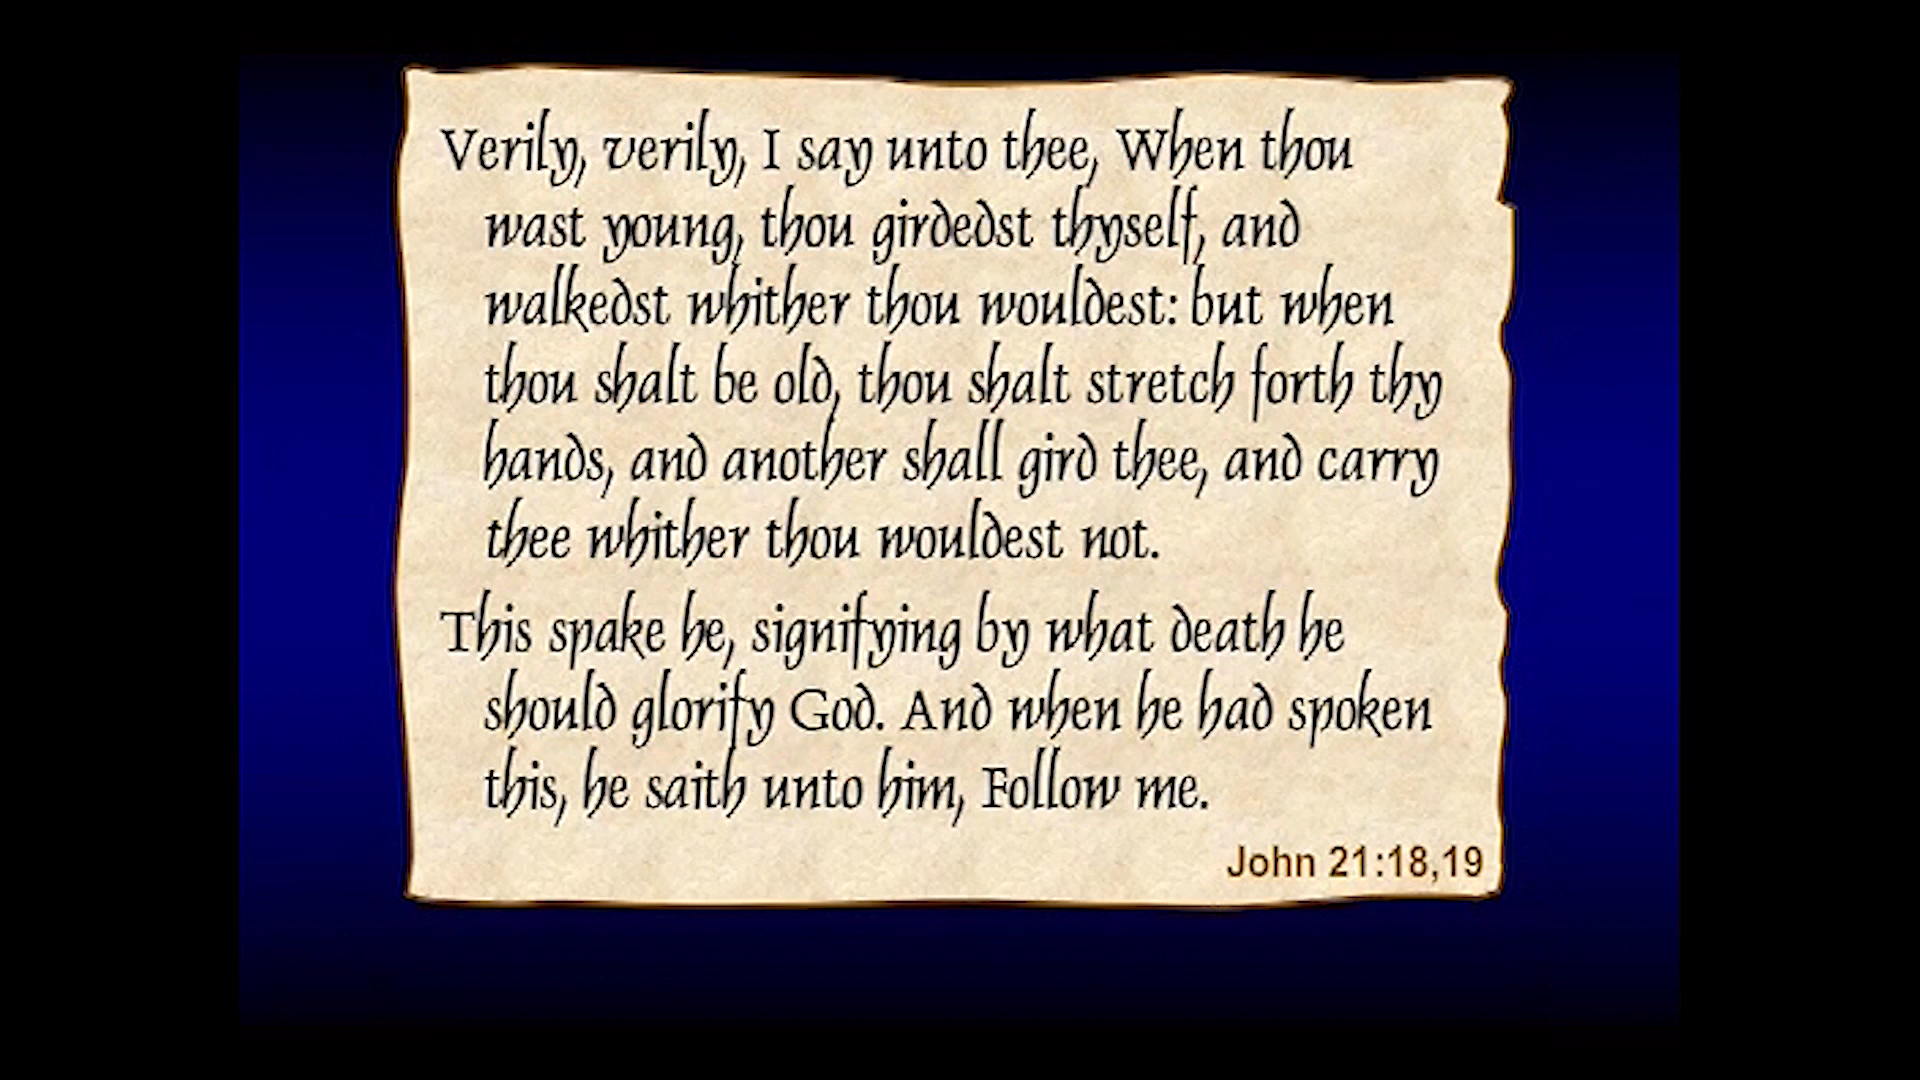 Verily, verily, I say unto thee, When thou
wast young, thou girdedst thyself, and
walkedst whither thou wouldest: but when
thou shalt be old, thou shalt stretch forth thy
hands, and another shall gird thee, and carry
thee whither thou wouldest not.
This spake he, signifying by what death he
should glorify God. And when he had spoken
this, he saith unto him, Follow me.
John 21:18,19